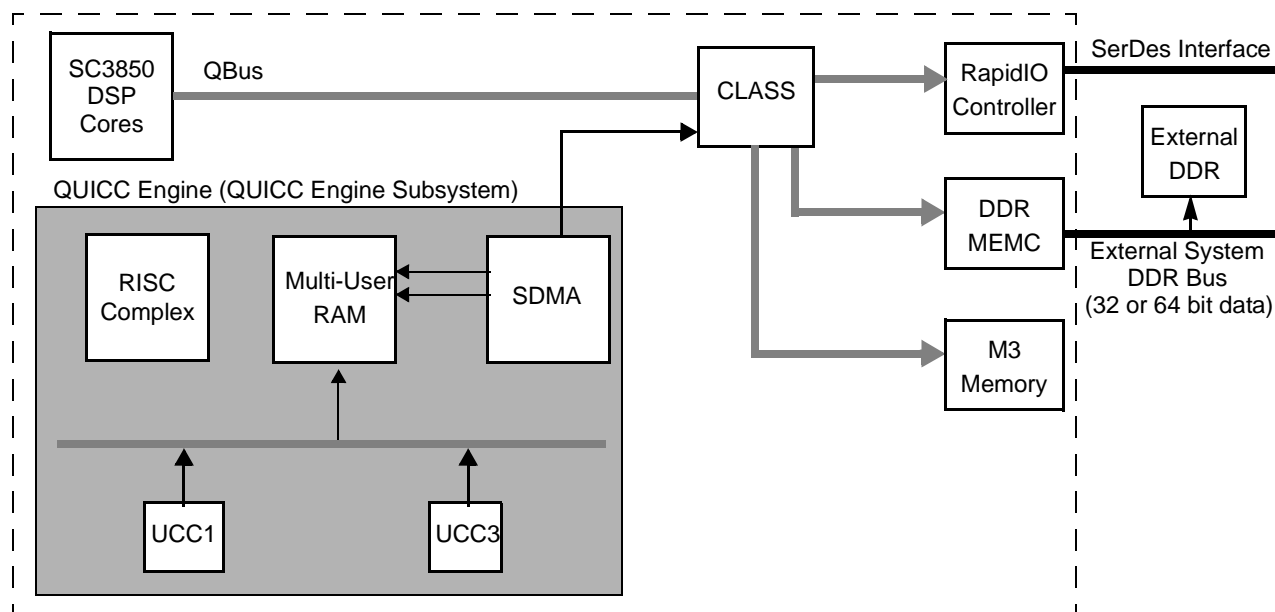 SC3850
DSP
Cores
QBus
CLASS
RapidIO
Controller
SerDes Interface
External
DDR
QUICC Engine (QUICC Engine Subsystem)
RISC
Complex
Multi-User
RAM
SDMA
DDR
MEMC
External System
DDR Bus
(32 or 64 bit data)
M3
Memory
UCC1
UCC3